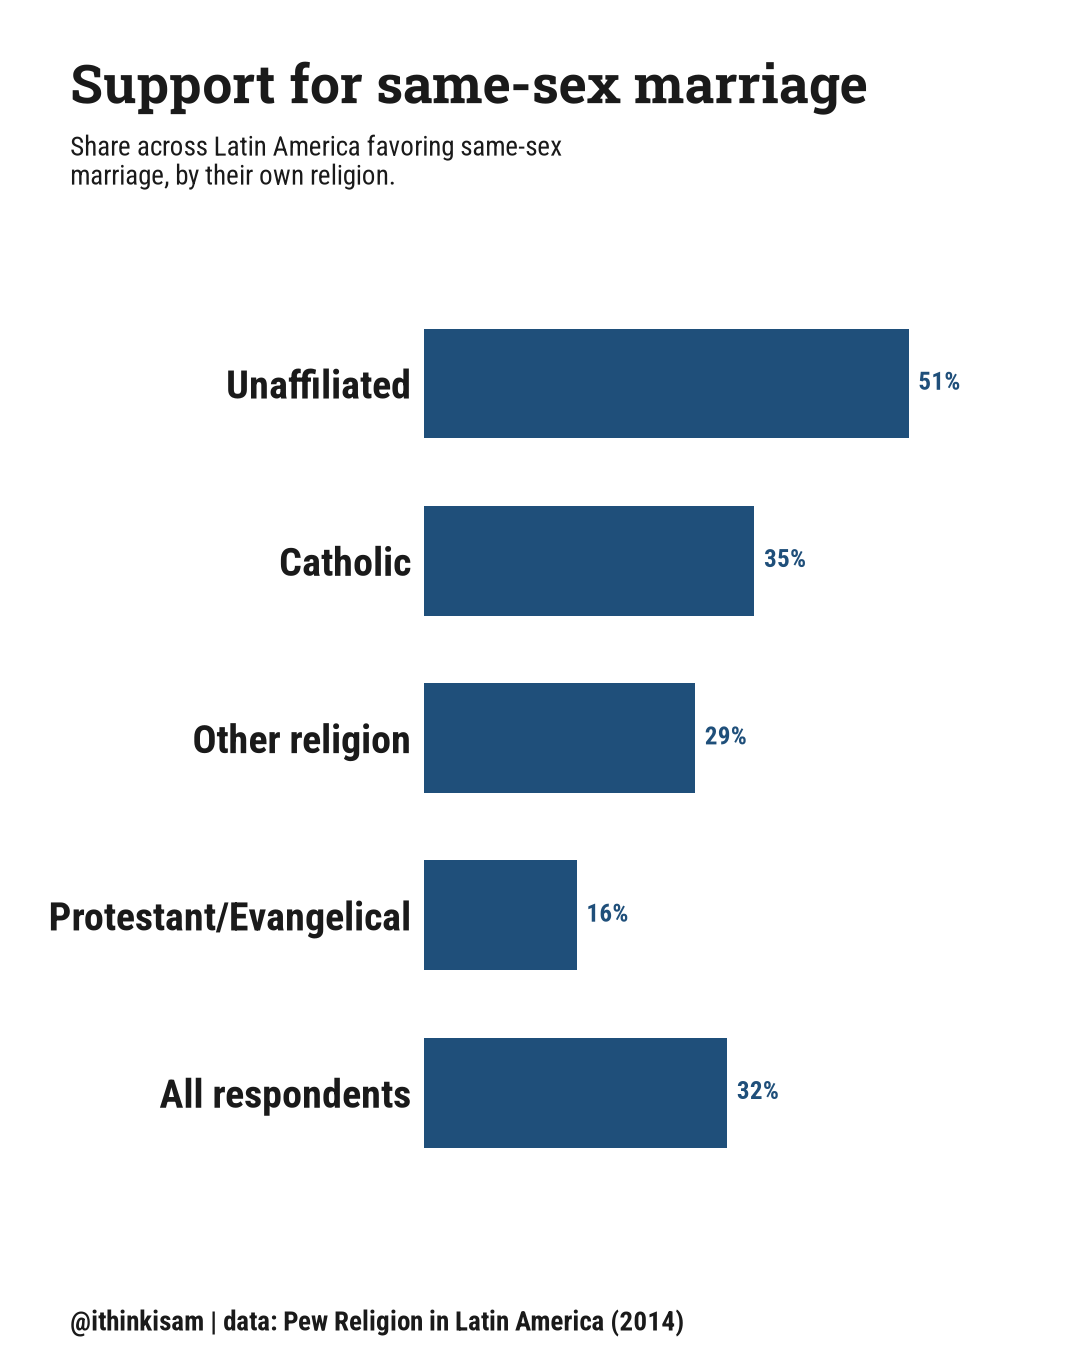 Support for same-sex marriage
Share across Latin America favoring same-sex
marriage, by their own religion.
Unaffiliated 51%
Catholic 35%
Other religion 29%
Protestant/Evangelical 16%
All respondents 32%
@ithinkisam | data: Pew Religion in Latin America (2014)